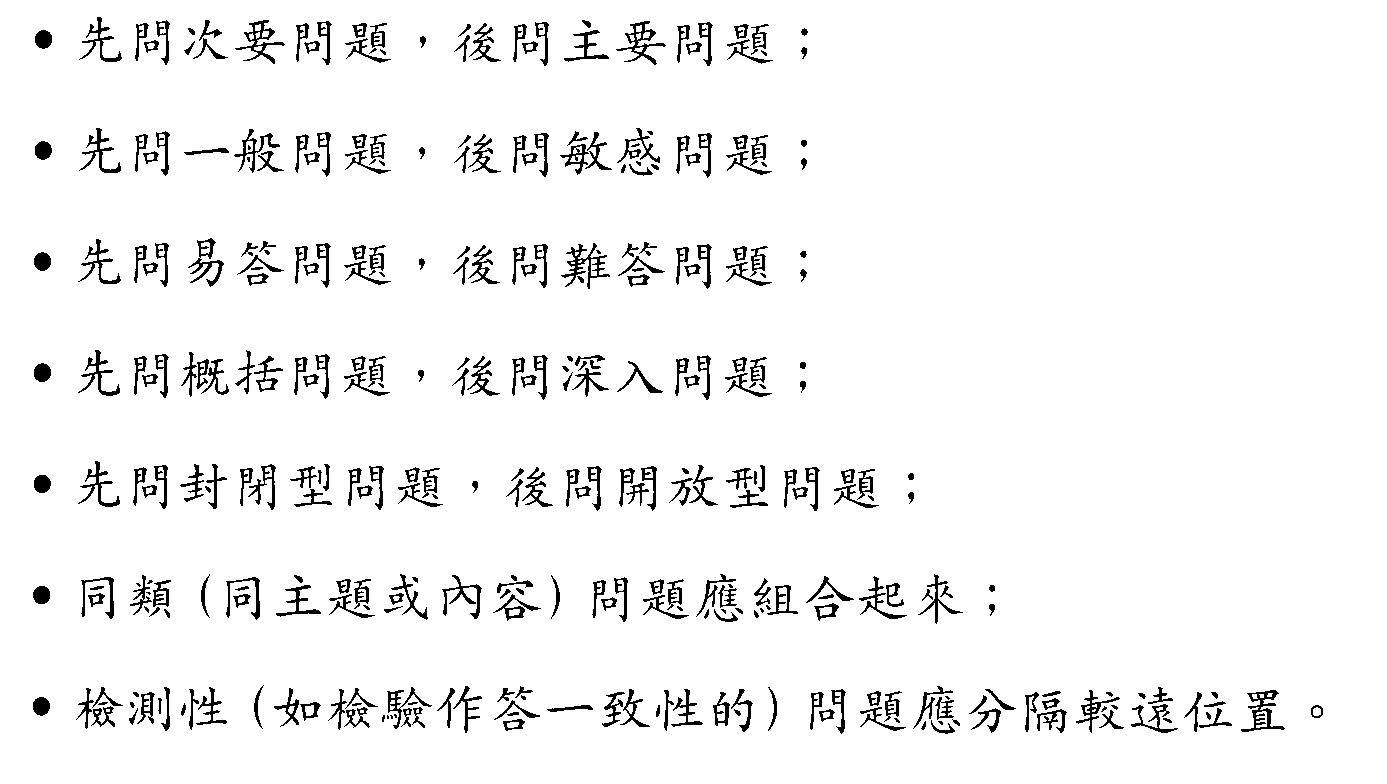 • 先問次要問題，後問主要問題；
• 先問一般問題，後問敏感問題；
• 先問易答問題，後問難答問題；
• 先問概括問題，後問深入問題；
• 先問封閉型問題，後問開放型問題；
• 同類(同主題或內容)問題應組合起來；
• 檢測性(如檢驗作答一致性的)問題應分隔較遠位置。